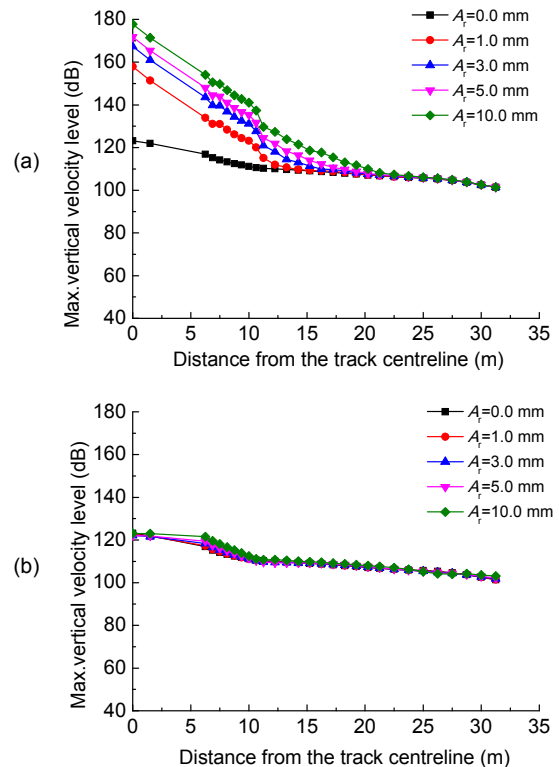 (a)
Max.vertical velocity level (dB)
180
160
140
120
100
80
60
40
0 5 10 15 20 25 30 35
Distance from the track centreline (m)
Ar=0.0 mm
Ar=1.0 mm
Ar=3.0 mm
Ar=5.0 mm
Ar=10.0 mm
(b)
Max.vertical velocity level (dB)
180
160
140
120
100
80
60
40
0 5 10 15 20 25 30 35
Distance from the track centreline (m)
Ar=0.0 mm
Ar=1.0 mm
Ar=3.0 mm
Ar=5.0 mm
Ar=10.0 mm